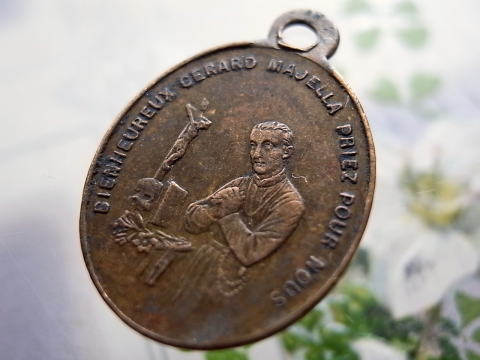 BIENHEUREUX GERARD MAJELLA PRIEZ POUR NOUS